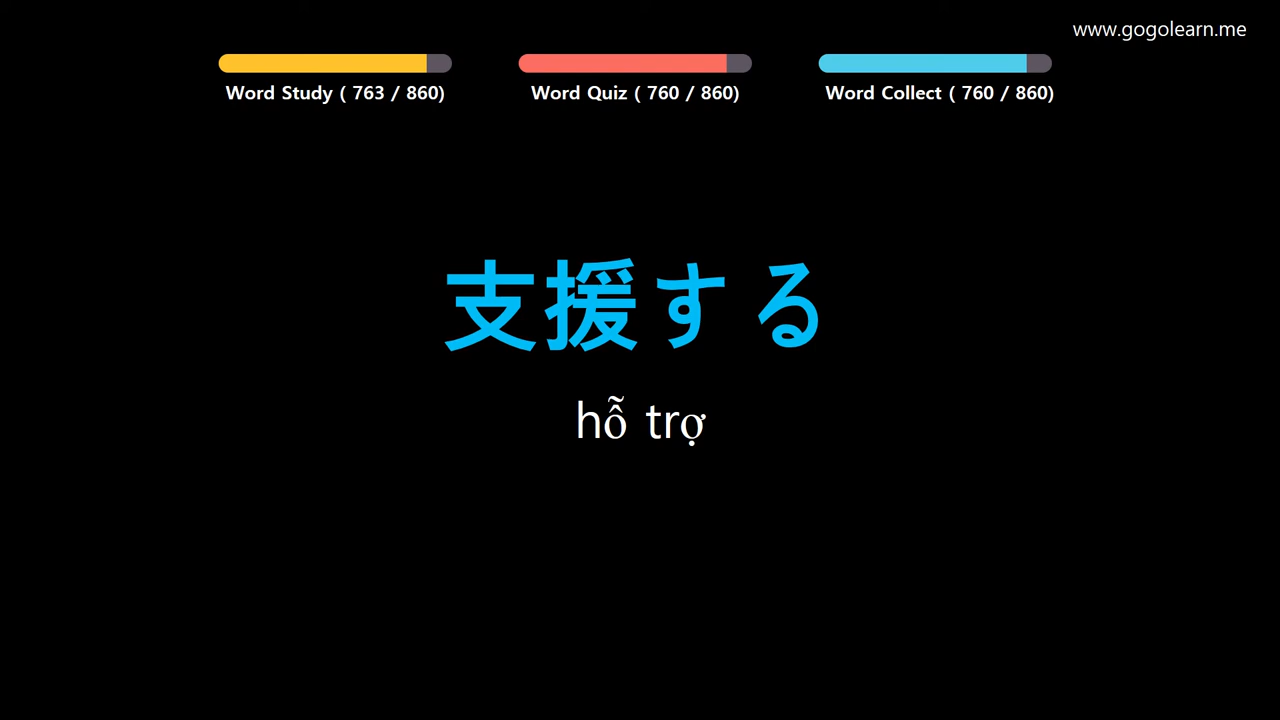 www.gogolearn.me
Word Study ( 763 / 860)
Word Quiz ( 760 / 860)
Word Collect ( 760 / 860)
支援する
hỗ trợ